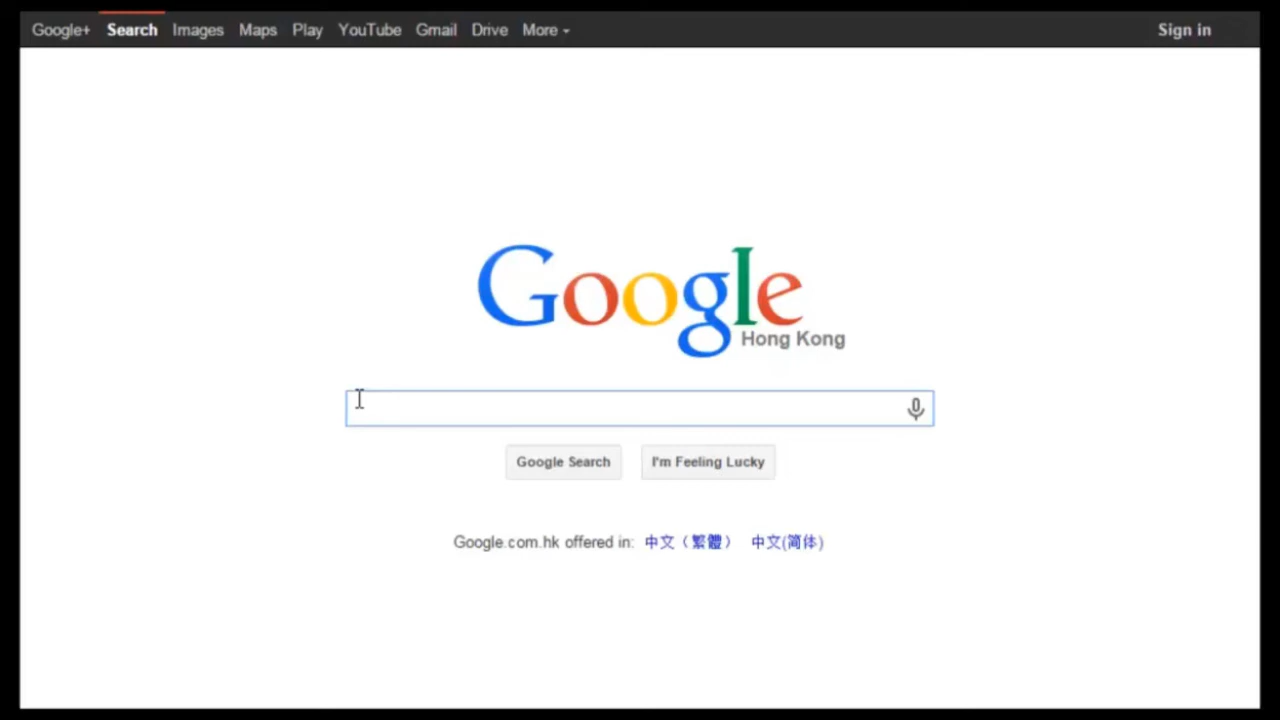 Google+ Search Images Maps Play YouTube Gmail Drive More Sign in
Google
Hong Kong
Google Search I'm Feeling Lucky
Google.com.hk offered in: 中文（繁體） 中文(简体)